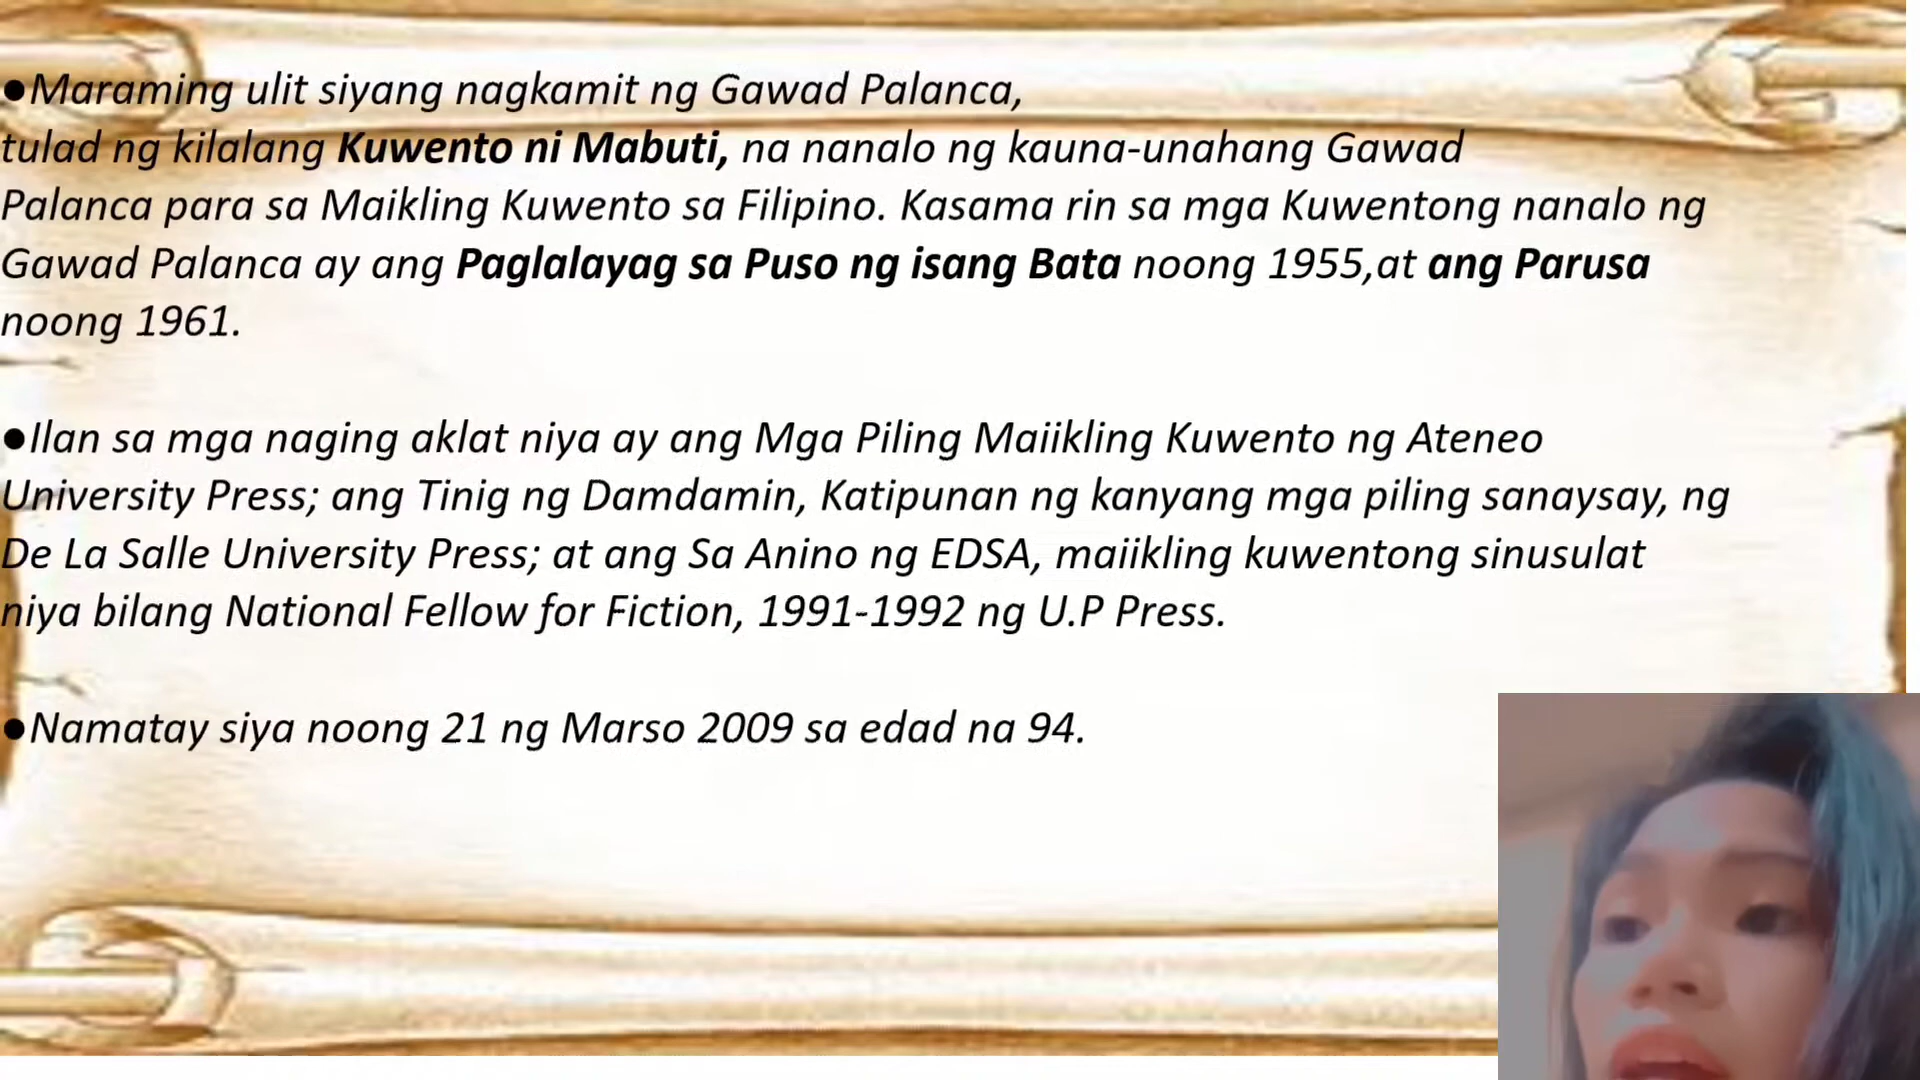 ●Maraming ulit siyang nagkamit ng Gawad Palanca,
tulad ng kilalang Kuwento ni Mabuti, na nanalo ng kauna-unahang Gawad
Palanca para sa Maikling Kuwento sa Filipino. Kasama rin sa mga Kuwentong nanalo ng
Gawad Palanca ay ang Paglalayag sa Puso ng isang Bata noong 1955,at ang Parusa
noong 1961.
●Ilan sa mga naging aklat niya ay ang Mga Piling Maiikling Kuwento ng Ateneo
University Press; ang Tinig ng Damdamin, Katipunan ng kanyang mga piling sanaysay, ng
De La Salle University Press; at ang Sa Anino ng EDSA, maiikling kuwentong sinusulat
niya bilang National Fellow for Fiction, 1991-1992 ng U.P Press.
●Namatay siya noong 21 ng Marso 2009 sa edad na 94.